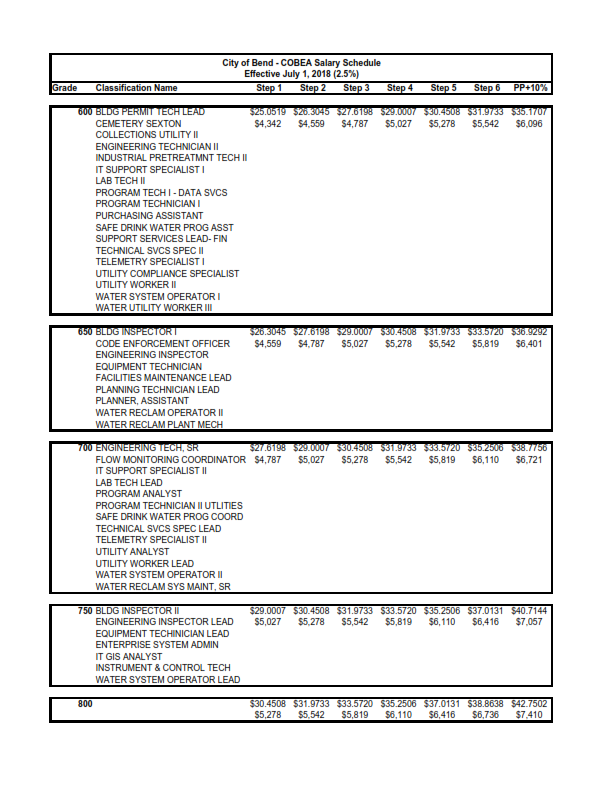 City of Bend - COBEA Salary Schedule
Effective July 1, 2018 (2.5%)
Grade Classification Name Step 1 Step 2 Step 3 Step 4 Step 5 Step 6 PP+10%
600 BLDG PERMIT TECH LEAD $25.0519 $26.3045 $27.6198 $29.0007 $30.4508 $31.9733 $35.1707
CEMETERY SEXTON $4,342 $4,559 $4,787 $5,027 $5,278 $5,542 $6,096
COLLECTIONS UTILITY II
ENGINEERING TECHNICIAN II
INDUSTRIAL PRETREATMNT TECH II
IT SUPPORT SPECIALIST I
LAB TECH II
PROGRAM TECH I - DATA SVCS
PROGRAM TECHNICIAN I
PURCHASING ASSISTANT
SAFE DRINK WATER PROG ASST
SUPPORT SERVICES LEAD- FIN
TECHNICAL SVCS SPEC II
TELEMETRY SPECIALIST I
UTILITY COMPLIANCE SPECIALIST
UTILITY WORKER II
WATER SYSTEM OPERATOR I
WATER UTILITY WORKER III
650 BLDG INSPECTOR I $26.3045 $27.6198 $29.0007 $30.4508 $31.9733 $33.5720 $36.9292
CODE ENFORCEMENT OFFICER $4,559 $4,787 $5,027 $5,278 $5,542 $5,819 $6,401
ENGINEERING INSPECTOR
EQUIPMENT TECHNICIAN
FACILITIES MAINTENANCE LEAD
PLANNING TECHNICIAN LEAD
PLANNER, ASSISTANT
WATER RECLAM OPERATOR II
WATER RECLAM PLANT MECH
700 ENGINEERING TECH, SR $27.6198 $29.0007 $30.4508 $31.9733 $33.5720 $35.2506 $38.7756
FLOW MONITORING COORDINATOR $4,787 $5,027 $5,278 $5,542 $5,819 $6,110 $6,721
IT SUPPORT SPECIALIST II
LAB TECH LEAD
PROGRAM ANALYST
PROGRAM TECHNICIAN II UTLITIES
SAFE DRINK WATER PROG COORD
TECHNICAL SVCS SPEC LEAD
TELEMETRY SPECIALIST II
UTILITY ANALYST
UTILITY WORKER LEAD
WATER SYSTEM OPERATOR II
WATER RECLAM SYS MAINT, SR
750 BLDG INSPECTOR II $29.0007 $30.4508 $31.9733 $33.5720 $35.2506 $37.0131 $40.7144
ENGINEERING INSPECTOR LEAD $5,027 $5,278 $5,542 $5,819 $6,110 $6,416 $7,057
EQUIPMENT TECHNICIAN LEAD
ENTERPRISE SYSTEM ADMIN
IT GIS ANALYST
INSTRUMENT & CONTROL TECH
WATER SYSTEM OPERATOR LEAD
800 $30.4508 $31.9733 $33.5720 $35.2506 $37.0131 $38.8638 $42.7502
$5,278 $5,542 $5,819 $6,110 $6,416 $6,736 $7,410